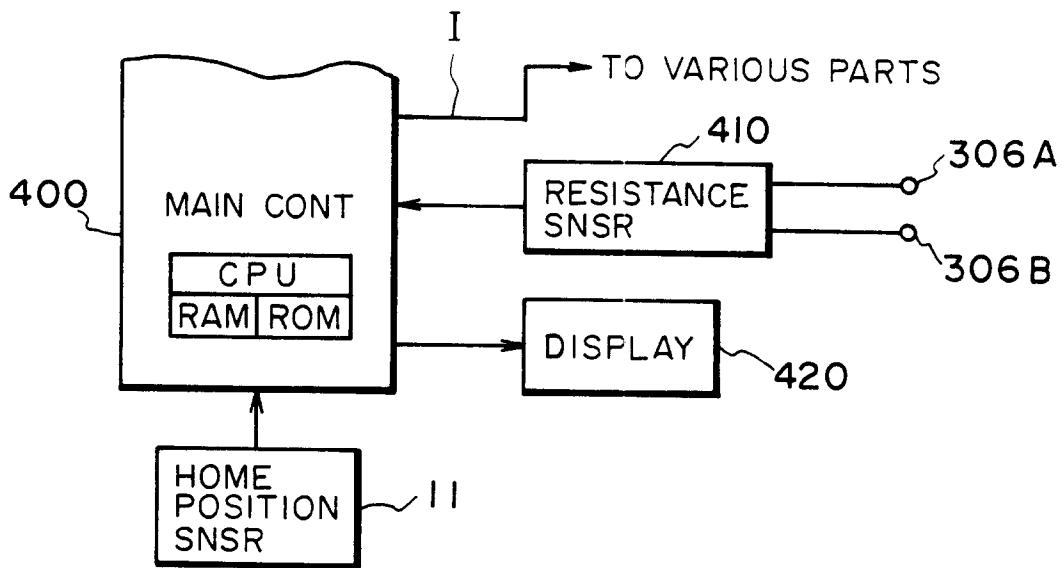 I
TO VARIOUS PARTS
410
306A
RESISTANCE
SNSR
400
MAIN CONT
306B
CPU
RAM ROM
DISPLAY
420
HOME
POSITION
SNSR
11